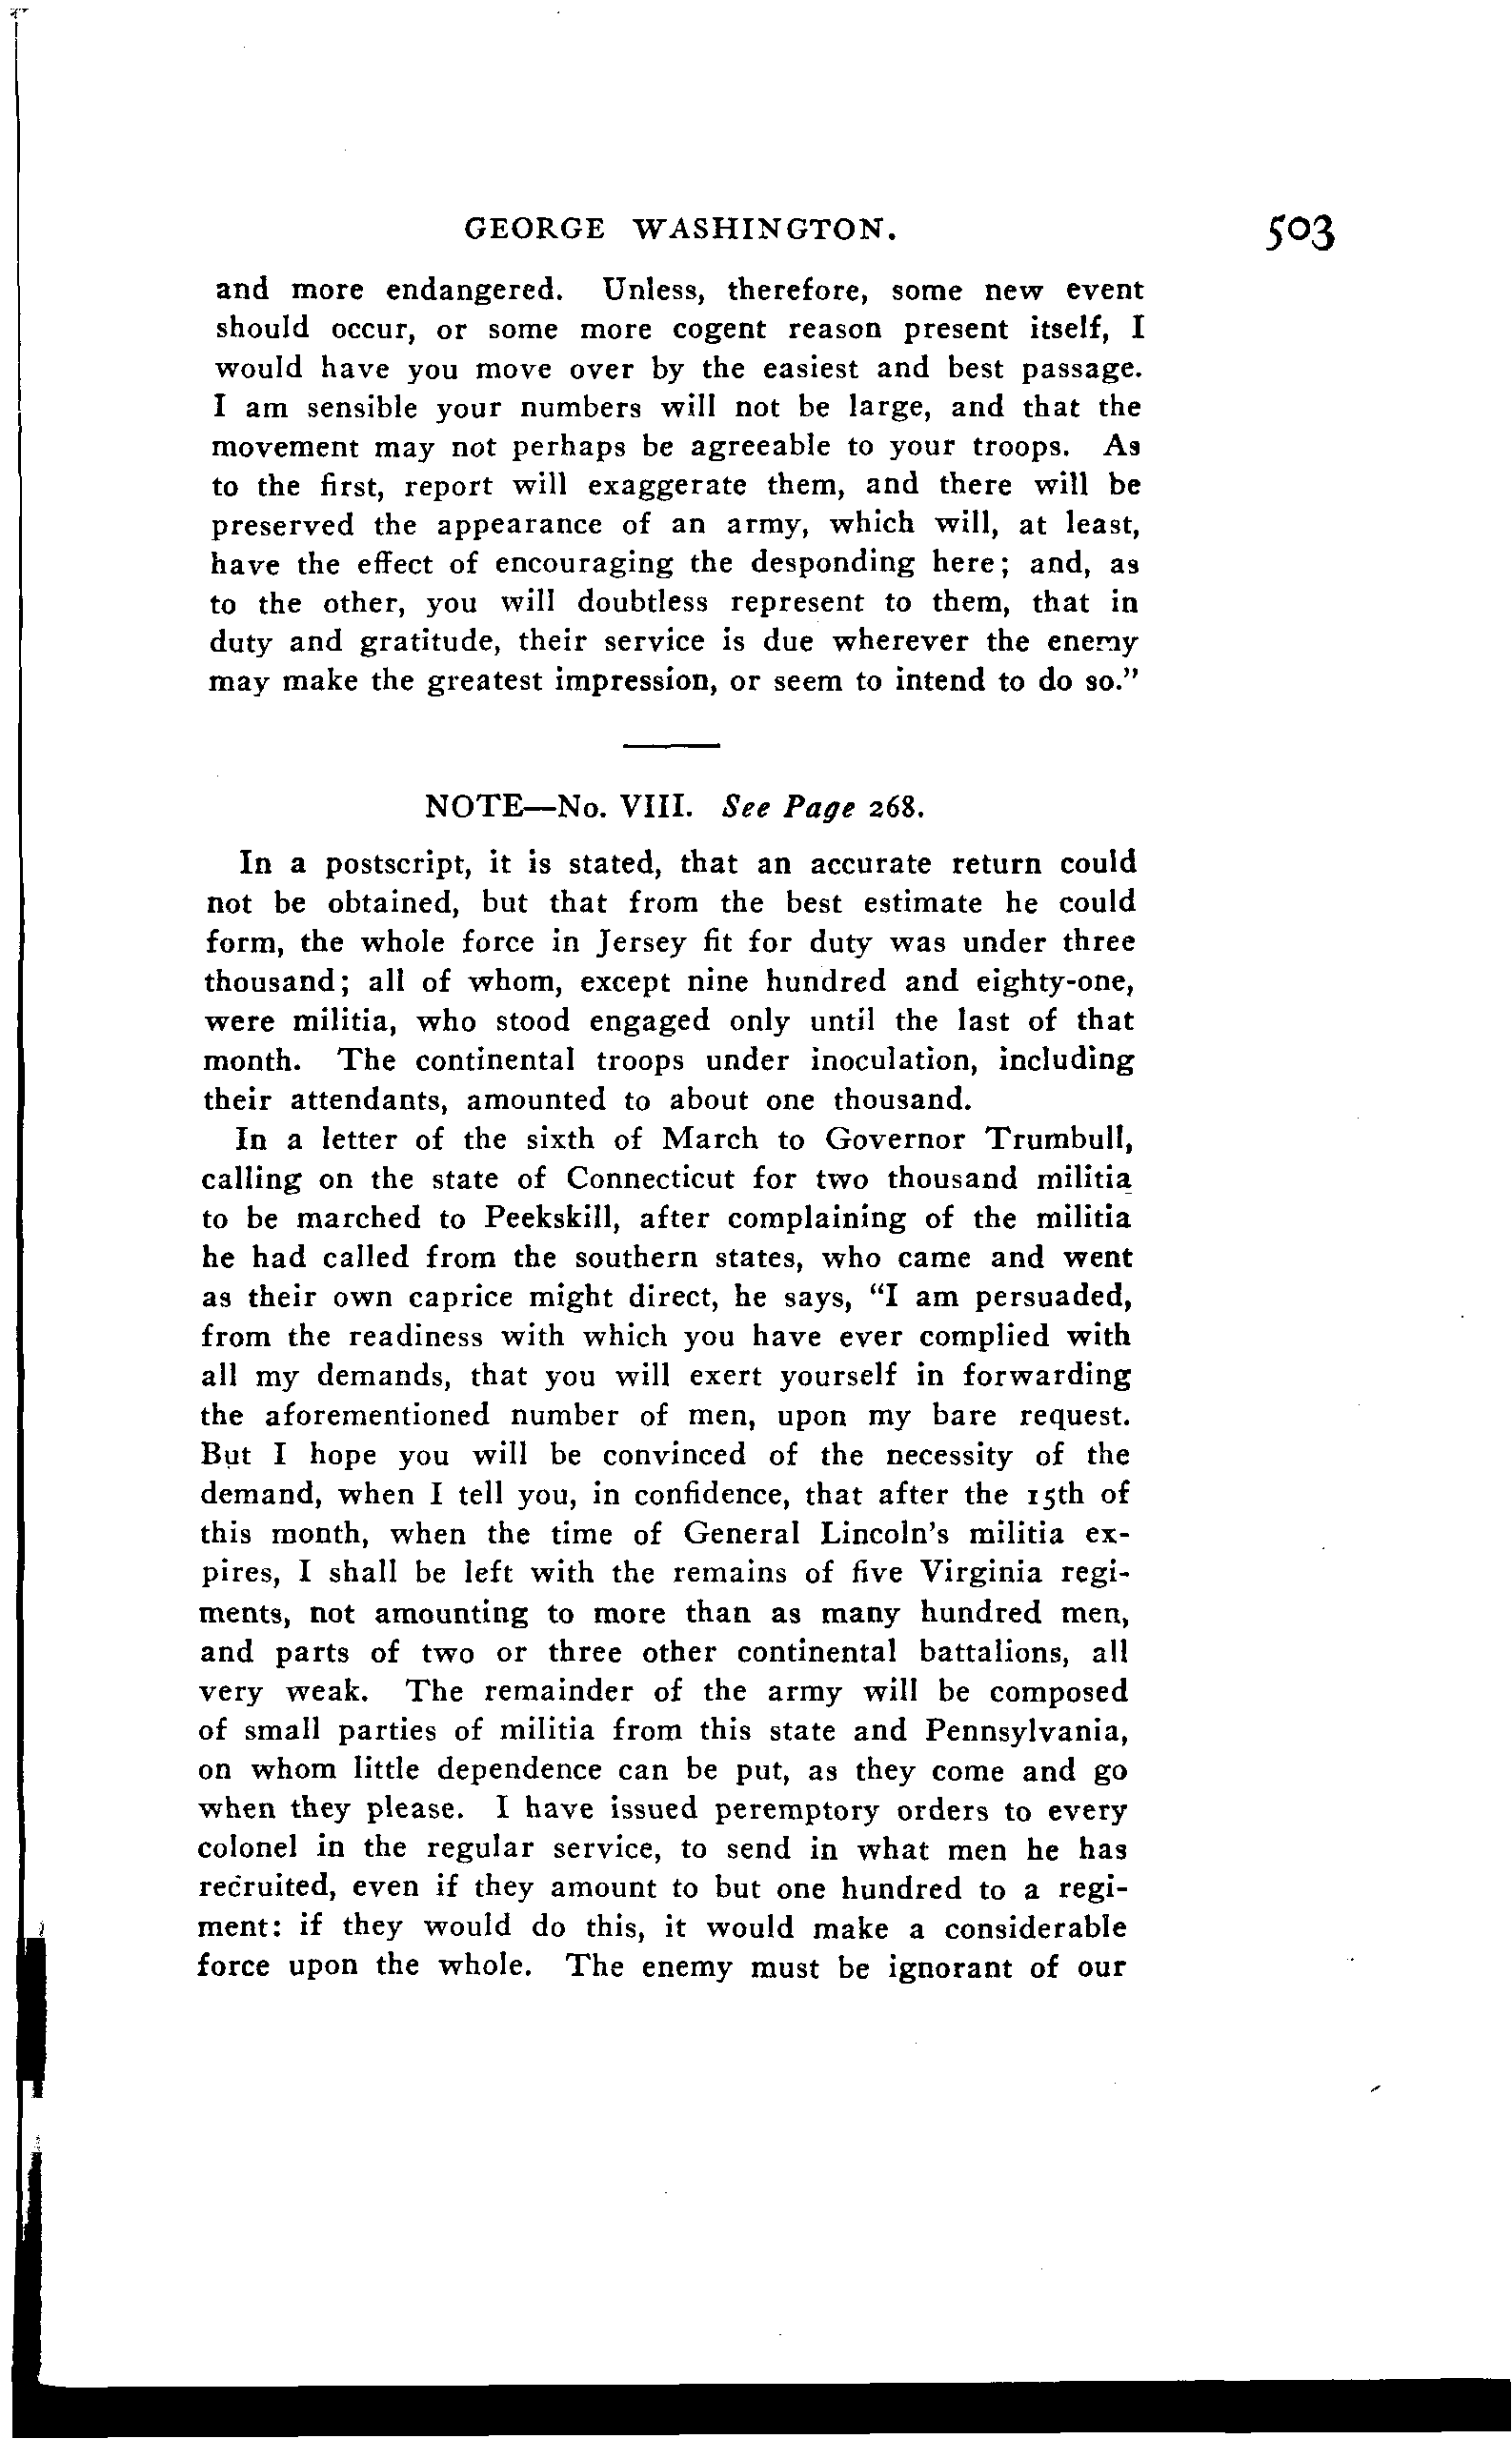 GEORGE WASHINGTON. 503
and more endangered. Unless, therefore, some new event
should occur, or some more cogent reason present itself, I
would have you move over by the easiest and best passage.
I am sensible your numbers will not be large, and that the
movement may not perhaps be agreeable to your troops. As
to the first, report will exaggerate them, and there will be
preserved the appearance of an army, which will, at least,
have the effect of encouraging the desponding here; and, as
to the other, you will doubtless represent to them, that in
duty and gratitude, their service is due wherever the enemy
may make the greatest impression, or seem to intend to do so."
NOTE—No. VIII. See Page 268.
In a postscript, it is stated, that an accurate return could
not be obtained, but that from the best estimate he could
form, the whole force in Jersey fit for duty was under three
thousand; all of whom, except nine hundred and eighty-one,
were militia, who stood engaged only until the last of that
month. The continental troops under inoculation, including
their attendants, amounted to about one thousand.
In a letter of the sixth of March to Governor Trumbull,
calling on the state of Connecticut for two thousand militia
to be marched to Peekskill, after complaining of the militia
he had called from the southern states, who came and went
as their own caprice might direct, he says, "I am persuaded,
from the readiness with which you have ever complied with
all my demands, that you will exert yourself in forwarding
the aforementioned number of men, upon my bare request.
But I hope you will be convinced of the necessity of the
demand, when I tell you, in confidence, that after the 15th of
this month, when the time of General Lincoln's militia ex-
pires, I shall be left with the remains of five Virginia regi-
ments, not amounting to more than as many hundred men,
and parts of two or three other continental battalions, all
very weak. The remainder of the army will be composed
of small parties of militia from this state and Pennsylvania,
on whom little dependence can be put, as they come and go
when they please. I have issued peremptory orders to every
colonel in the regular service, to send in what men he has
recruited, even if they amount to but one hundred to a regi-
ment: if they would do this, it would make a considerable
force upon the whole. The enemy must be ignorant of our